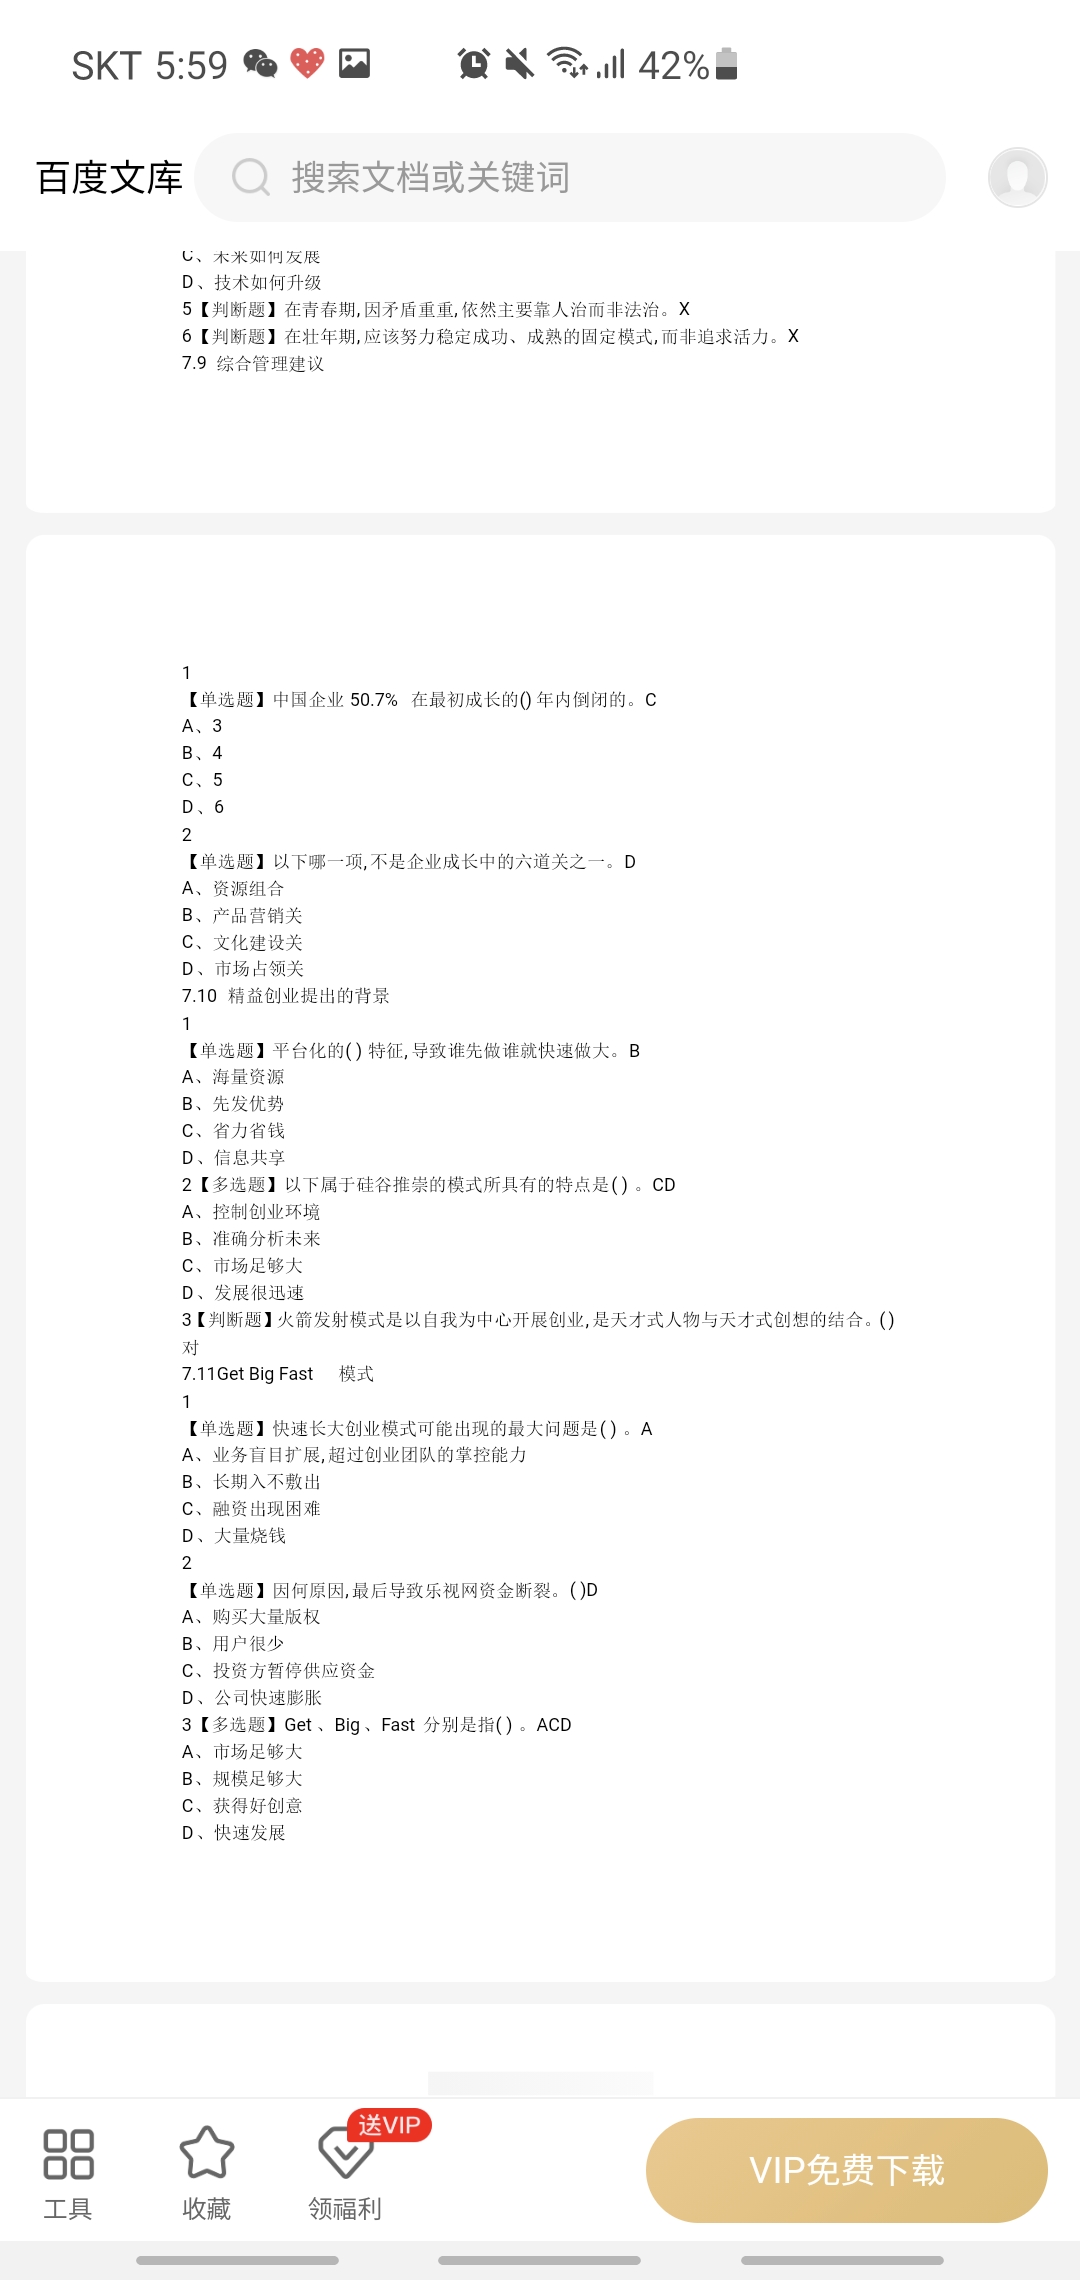 SKT 5:59
42%
百度文库
搜索文档或关键词
C、未来如何发展
D、技术如何升级
5【判断题】在青春期,因矛盾重重,依然主要靠人治而非法治。X
6【判断题】在壮年期,应该努力稳定成功、成熟的固定模式,而非追求活力。X
7.9 综合管理建议
1
【单选题】中国企业 50.7% 在最初成长的() 年内倒闭的。C
A、3
B、4
C、5
D、6
2
【单选题】以下哪一项,不是企业成长中的六道关之一。D
A、资源组合
B、产品营销关
C、文化建设关
D、市场占领关
7.10 精益创业提出的背景
1
【单选题】平台化的( ) 特征,导致谁先做谁就快速做大。B
A、海量资源
B、先发优势
C、省力省钱
D、信息共享
2【多选题】以下属于硅谷推崇的模式所具有的特点是( ) 。CD
A、控制创业环境
B、准确分析未来
C、市场足够大
D、发展很迅速
3【判断题】火箭发射模式是以自我为中心开展创业,是天才式人物与天才式创想的结合。( )
对
7.11Get Big Fast 模式
1
【单选题】快速长大创业模式可能出现的最大问题是( ) 。A
A、业务盲目扩展,超过创业团队的掌控能力
B、长期入不敷出
C、融资出现困难
D、大量烧钱
2
【单选题】因何原因,最后导致乐视网资金断裂。( )D
A、购买大量版权
B、用户很少
C、投资方暂停供应资金
D、公司快速膨胀
3【多选题】Get 、Big 、Fast 分别是指( ) 。ACD
A、市场足够大
B、规模足够大
C、获得好创意
D、快速发展
送VIP
工具
收藏
领福利
VIP免费下载